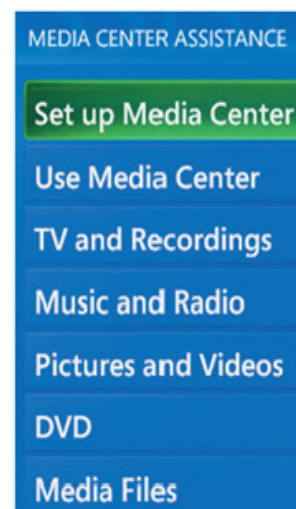 MEDIA CENTER ASSISTANCE
Set up Media Center
Use Media Center
TV and Recordings
Music and Radio
Pictures and Videos
DVD
Media Files